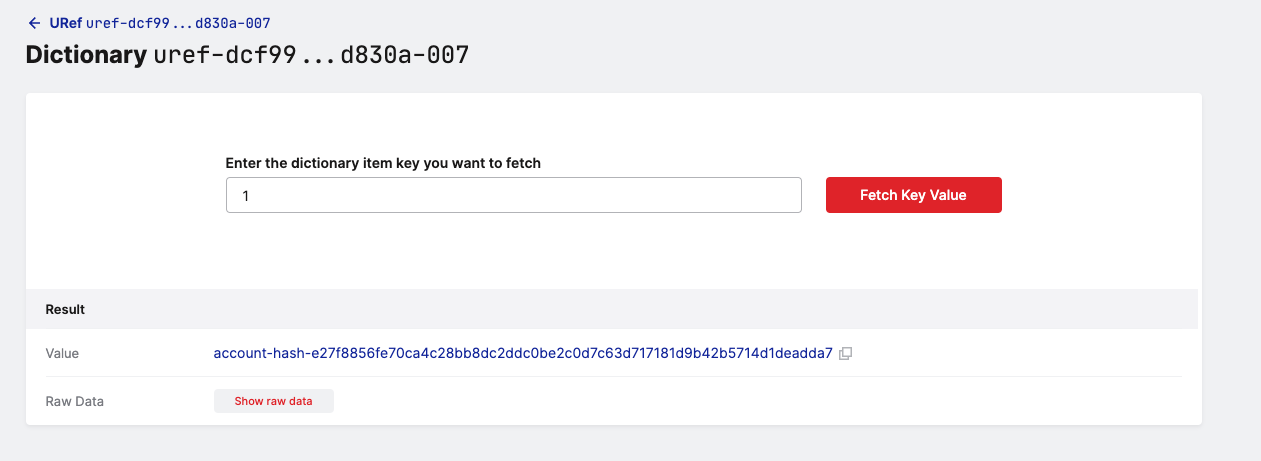 ← URef uref-dcf99...d830a-007
Dictionary uref-dcf99...d830a-007
Enter the dictionary item key you want to fetch
1
Fetch Key Value
Result
Value account-hash-e27f8856fe70ca4c28bb8dc2ddc0be2c0d7c63d717181d9b42b5714d1deadda7
Raw Data Show raw data